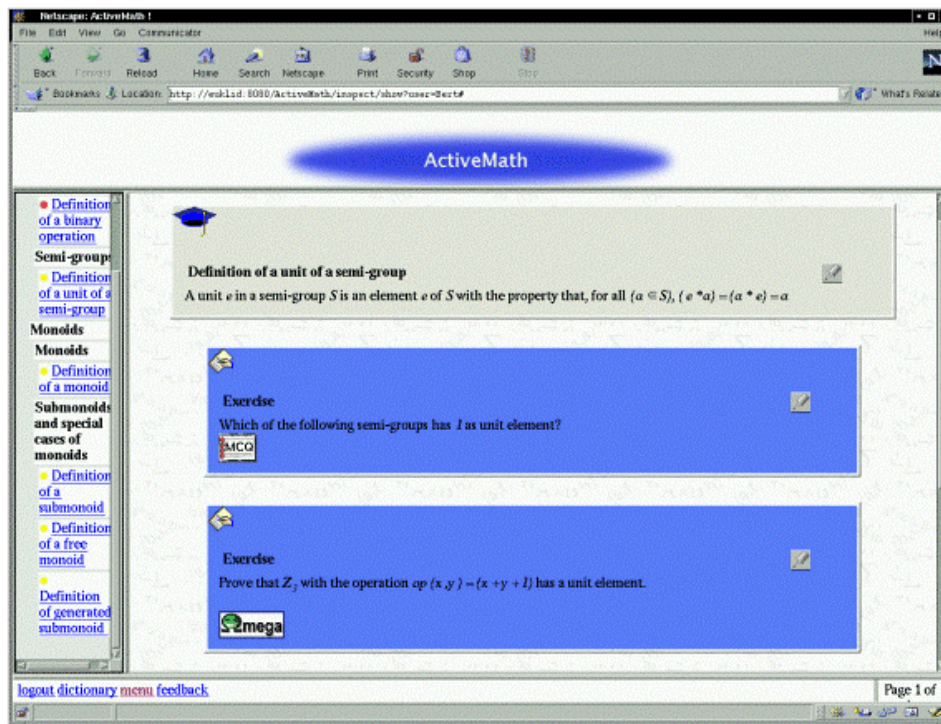 Netscape: ActiveMath !
File Edit View Go Communicator Help
Back Forward Reload Home Search Netscape Print Security Shop Stop N
Bookmarks Location: http://euklid:8080/ActiveMath/inspect/show?user=Bert# What's Relate
ActiveMath
Definition
of a binary
operation
Semi-groups
Definition
of a unit of a
semi-group
Monoids
Monoids
Definition
of a monoid
Submonoids
and special
cases of
monoids
Definition
of a
submonoid
Definition
of a free
monoid
Definition
of generated
submonoid
Definition of a unit of a semi-group
A unit e in a semi-group S is an element e of S with the property that, for all (a ∈ S), ( e *a) =(a * e) =a
Exercise
Which of the following semi-groups has 1 as unit element?
MCQ
Exercise
Prove that Z with the operation op (x ,y ) =(x +y +1) has a unit element.
Ωmega
logout dictionary menu feedback Page 1 of